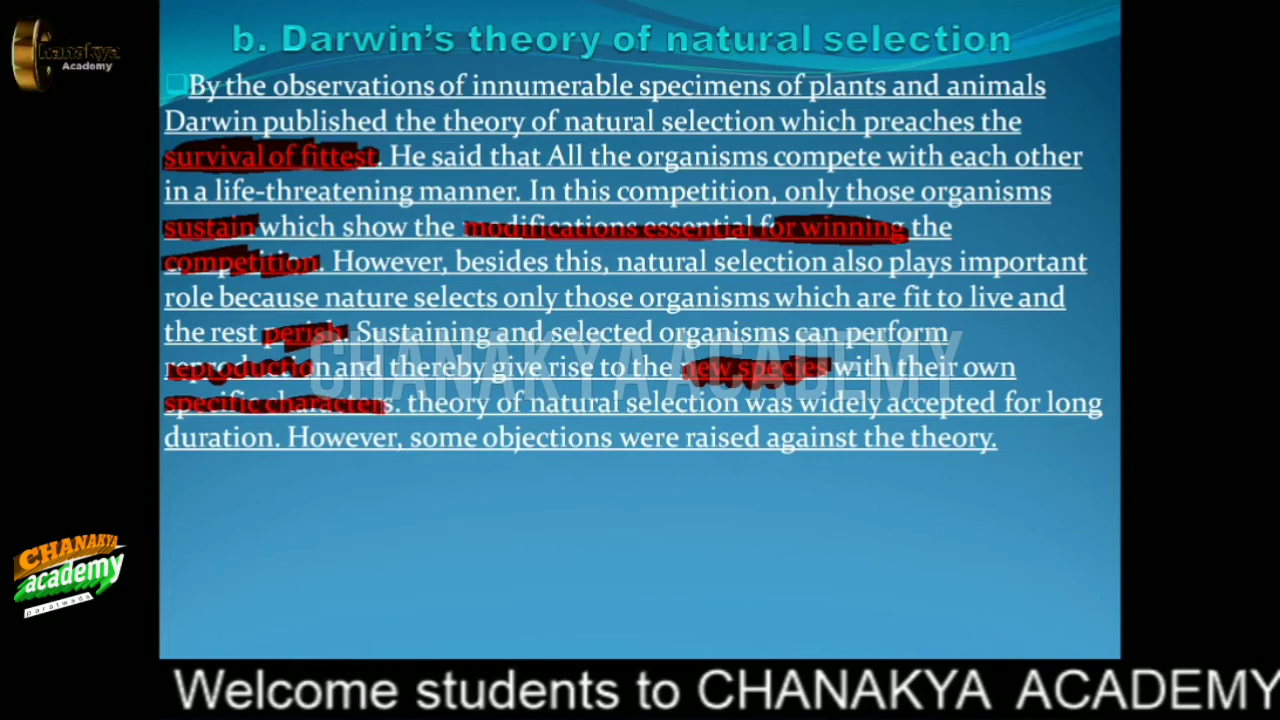 Chanakya
Academy
b. Darwin's theory of natural selection
By the observations of innumerable specimens of plants and animals
Darwin published the theory of natural selection which preaches the
survival of fittest. He said that All the organisms compete with each other
in a life-threatening manner. In this competition, only those organisms
sustain which show the modifications essential for winning the
competition. However, besides this, natural selection also plays important
role because nature selects only those organisms which are fit to live and
the rest perish. Sustaining and selected organisms can perform
reproduction and thereby give rise to the new species with their own
specific characters. theory of natural selection was widely accepted for long
duration. However, some objections were raised against the theory.
CHANAKYA ACADEMY
CHANAKYA
academy
paratwada
Welcome students to CHANAKYA ACADEMY